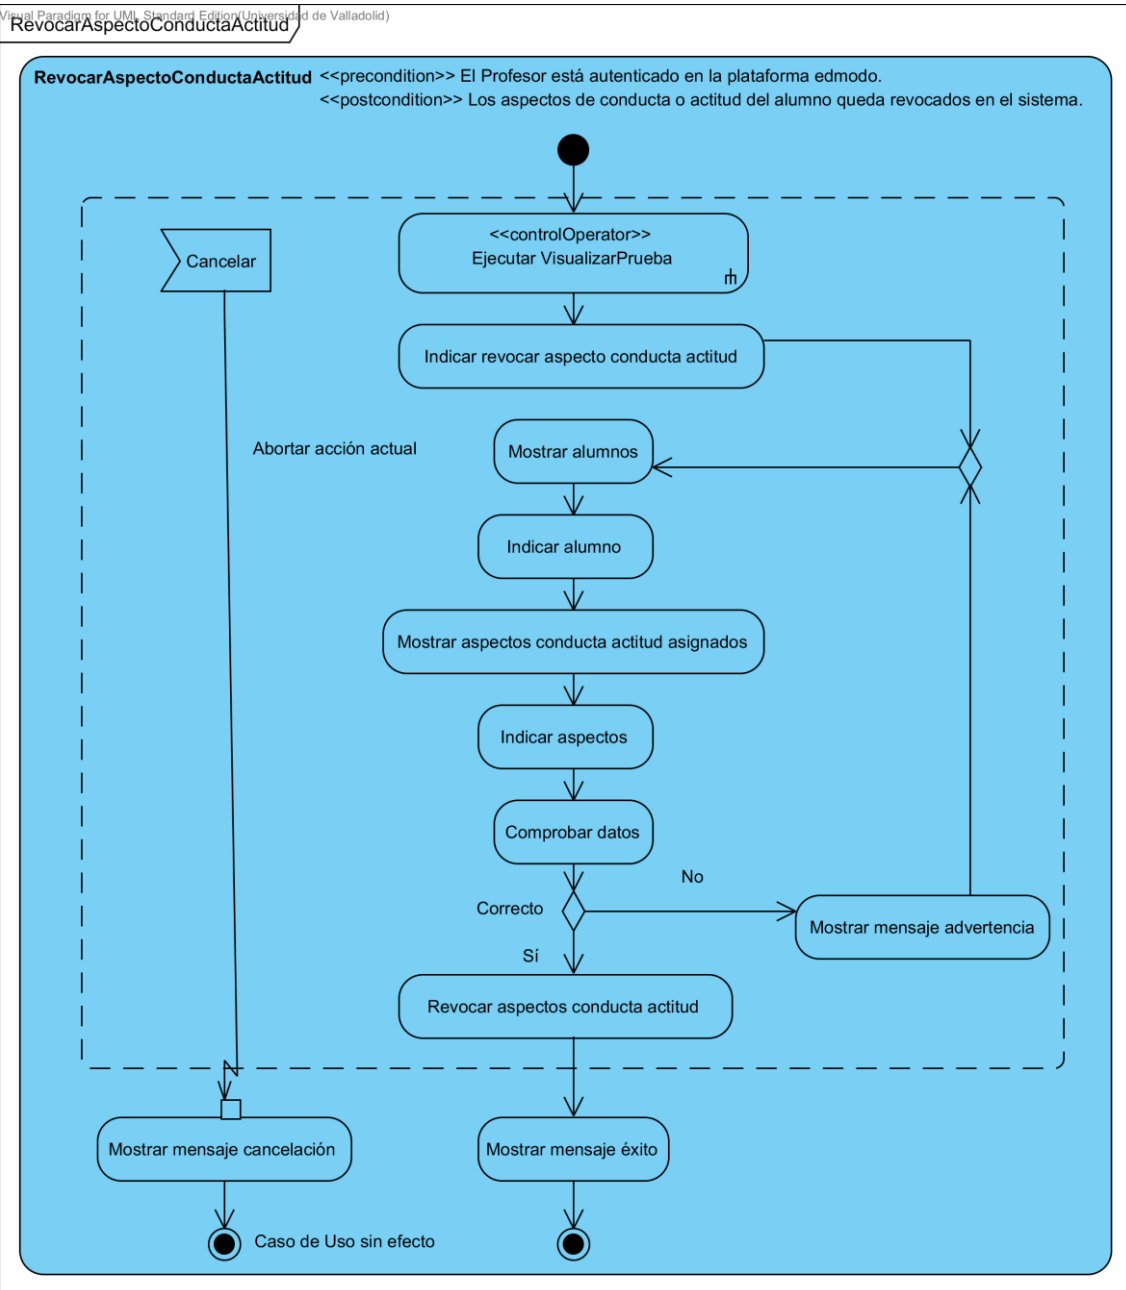 Visual Paradigm for UML Standard Edition(Universidad de Valladolid)
RevocarAspectoConductaActitud
RevocarAspectoConductaActitud <<precondition>> El Profesor está autenticado en la plataforma edmodo.
<<postcondition>> Los aspectos de conducta o actitud del alumno queda revocados en el sistema.
<<controlOperator>>
Ejecutar VisualizarPrueba
Cancelar
Indicar revocar aspecto conducta actitud
Abortar acción actual
Mostrar alumnos
Indicar alumno
Mostrar aspectos conducta actitud asignados
Indicar aspectos
Comprobar datos
No
Correcto
Mostrar mensaje advertencia
Sí
Revocar aspectos conducta actitud
Mostrar mensaje cancelación
Mostrar mensaje éxito
Caso de Uso sin efecto